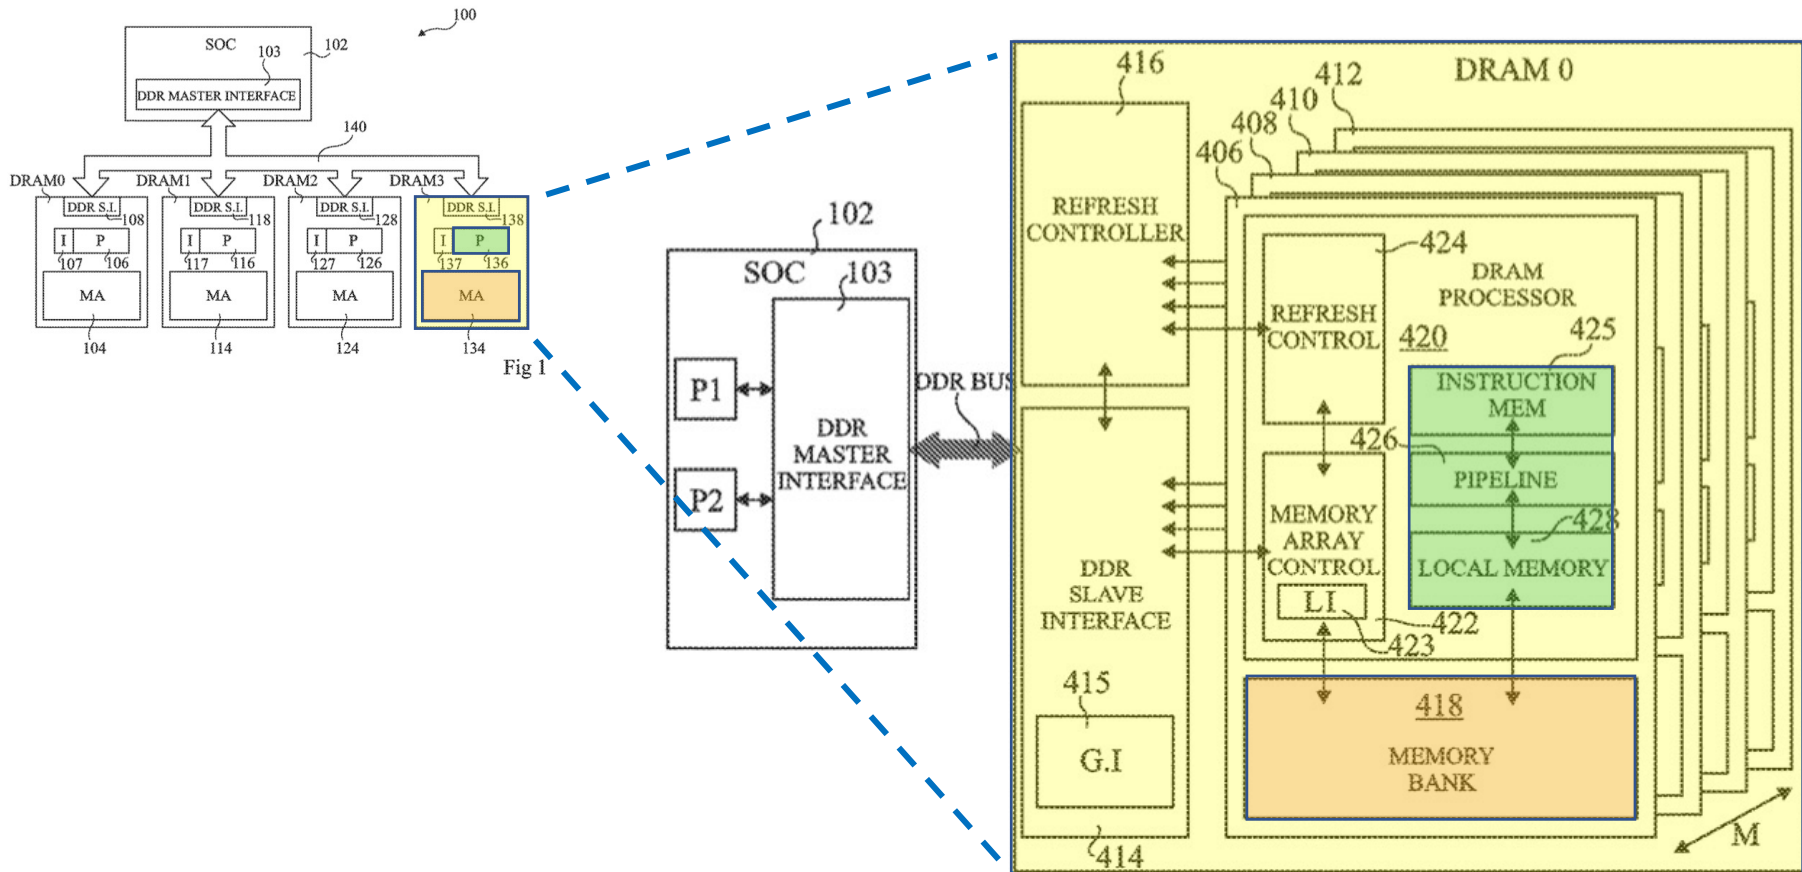 100
SOC
102
103
DDR MASTER INTERFACE
140
DRAM0
DRAM1
DRAM2
DRAM3
DDR S.I.
DDR S.I.
DDR S.I.
DDR S.I.
108
118
128
138
I P
I P
I P
I P
107 106
117 116
127 126
137 136
MA
MA
MA
MA
104
114
124
134
Fig 1
102
SOC
103
P1
P2
DDR
MASTER
INTERFACE
DDR BUS
DRAM 0
416
REFRESH
CONTROLLER
412
410
408
406
424
REFRESH
CONTROL
DRAM
PROCESSOR
420
425
INSTRUCTION
MEM
426
PIPELINE
428
LOCAL MEMORY
MEMORY
ARRAY
CONTROL
LI
422
423
DDR
SLAVE
INTERFACE
415
G.I
414
418
MEMORY
BANK
M